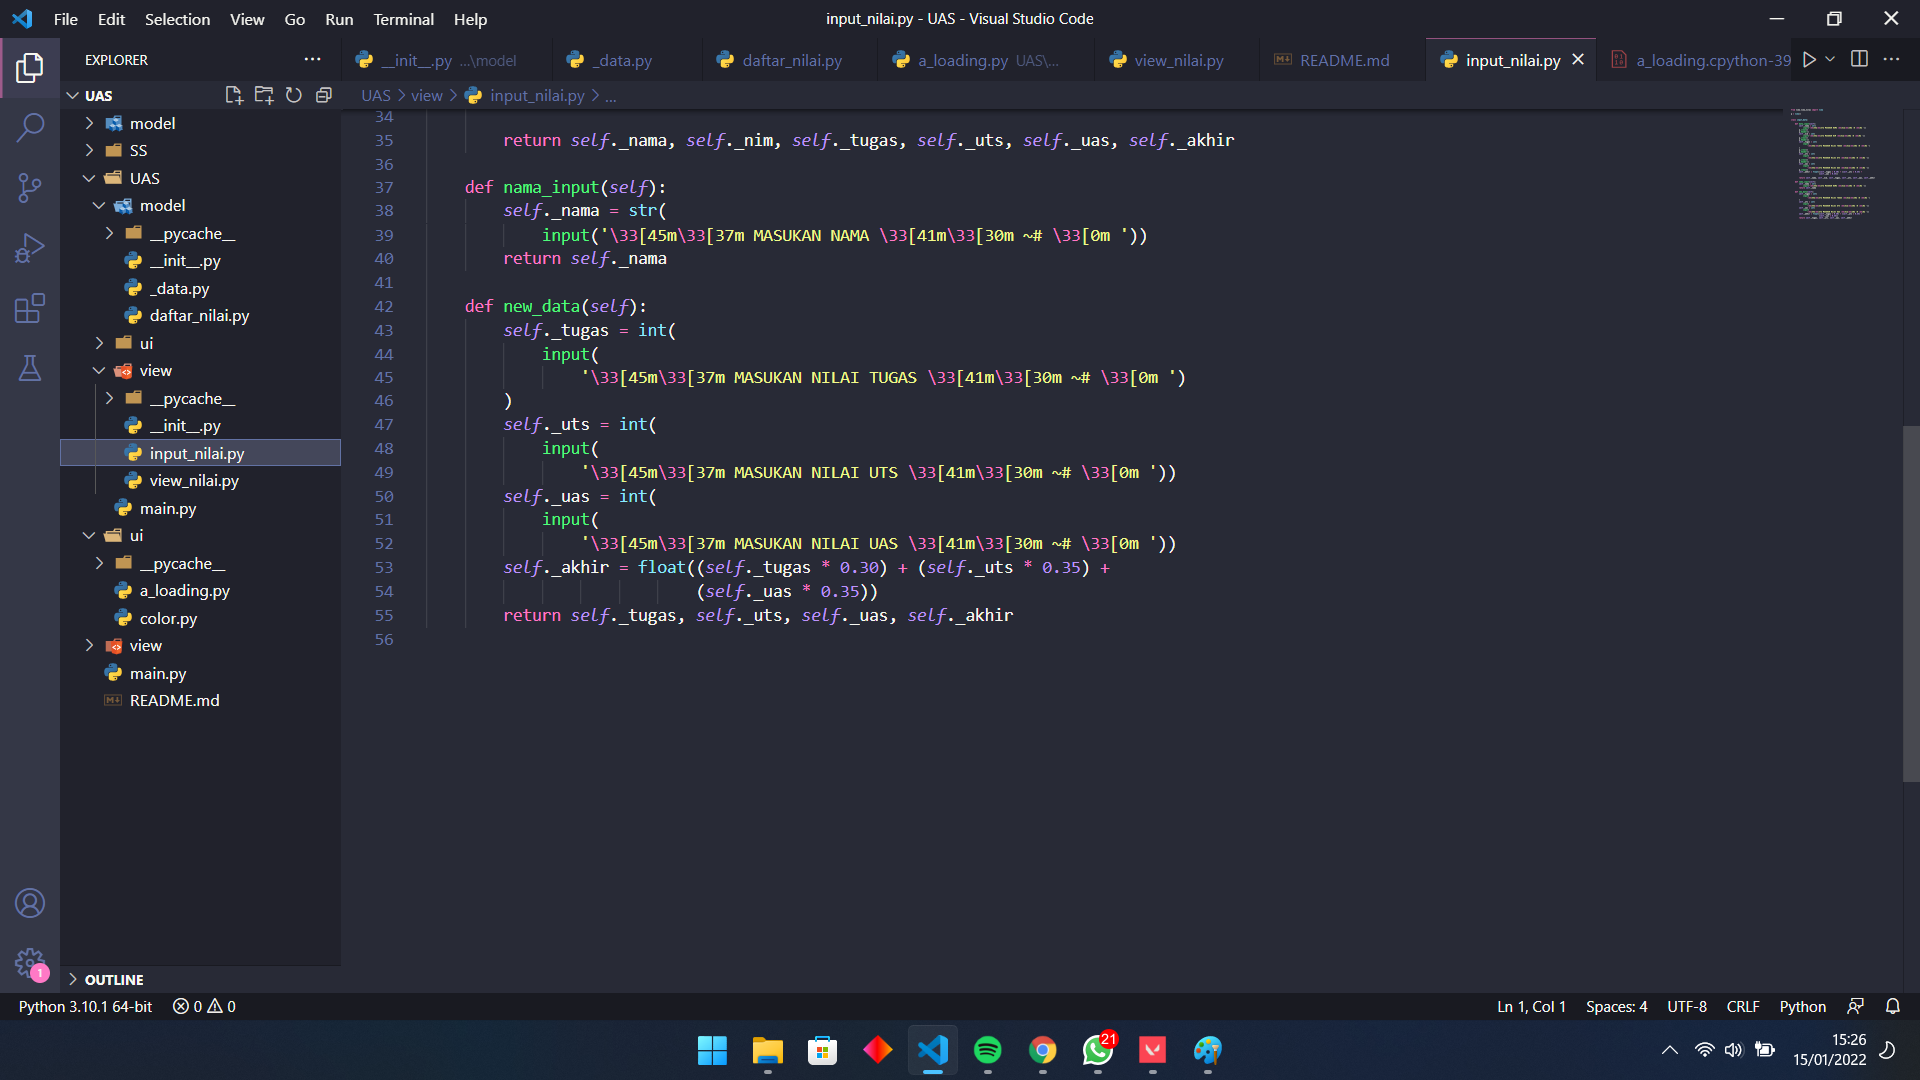 File Edit Selection View Go Run Terminal Help
input_nilai.py - UAS - Visual Studio Code
EXPLORER
__init__.py ...\model
_data.py
daftar_nilai.py
a_loading.py UAS\...
view_nilai.py
README.md
input_nilai.py
a_loading.cpython-39
UAS
model
SS
UAS
model
__pycache__
__init__.py
_data.py
daftar_nilai.py
ui
view
__pycache__
__init__.py
input_nilai.py
view_nilai.py
main.py
ui
__pycache__
a_loading.py
color.py
view
main.py
README.md
OUTLINE
UAS > view > input_nilai.py > ...
34
35 return self._nama, self._nim, self._tugas, self._uts, self._uas, self._akhir
36
37 def nama_input(self):
38 self._nama = str(
39 input('\33[45m\33[37m MASUKAN NAMA \33[41m\33[30m ~# \33[0m '))
40 return self._nama
41
42 def new_data(self):
43 self._tugas = int(
44 input(
45 '\33[45m\33[37m MASUKAN NILAI TUGAS \33[41m\33[30m ~# \33[0m ')
46 )
47 self._uts = int(
48 input(
49 '\33[45m\33[37m MASUKAN NILAI UTS \33[41m\33[30m ~# \33[0m '))
50 self._uas = int(
51 input(
52 '\33[45m\33[37m MASUKAN NILAI UAS \33[41m\33[30m ~# \33[0m '))
53 self._akhir = float((self._tugas * 0.30) + (self._uts * 0.35) +
54 (self._uas * 0.35))
55 return self._tugas, self._uts, self._uas, self._akhir
56
1
Python 3.10.1 64-bit 0 0
Ln 1, Col 1 Spaces: 4 UTF-8 CRLF Python
21
15:26
15/01/2022